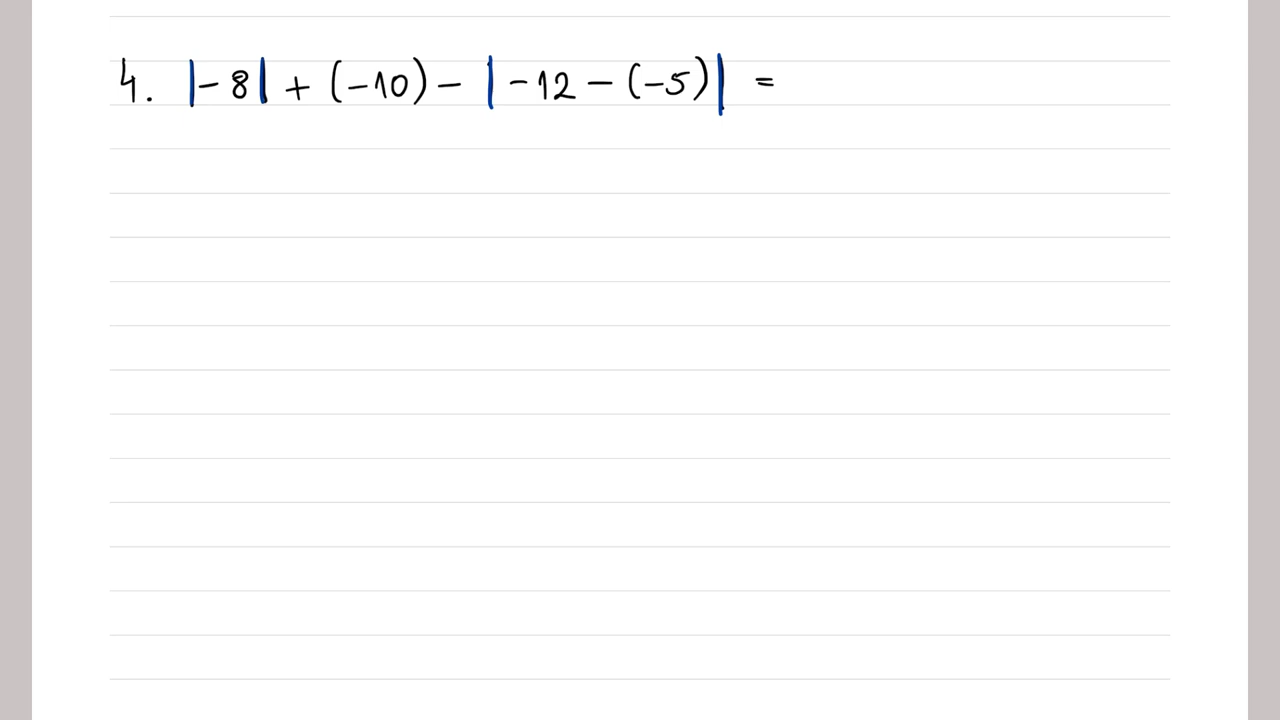 4. |-8| + (-10) - |-12 - (-5)| =